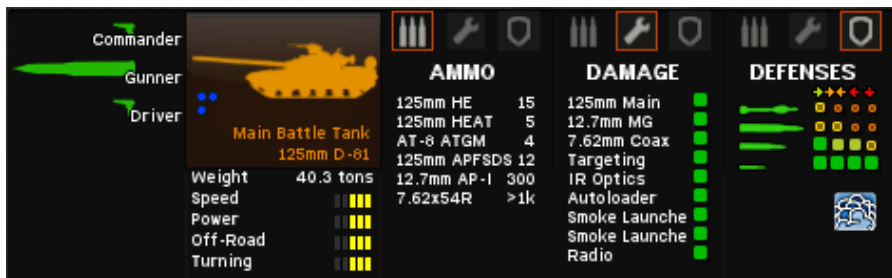 Commander
Gunner
Driver
Main Battle Tank
125mm D-81
Weight 40.3 tons
Speed
Power
Off-Road
Turning
AMMO
125mm HE 15
125mm HEAT 5
AT-8 ATGM 4
125mm APFSDS 12
12.7mm AP-I 300
7.62x54R >1k
DAMAGE
125mm Main
12.7mm MG
7.62mm Coax
Targeting
IR Optics
Autoloader
Smoke Launche
Smoke Launche
Radio
DEFENSES